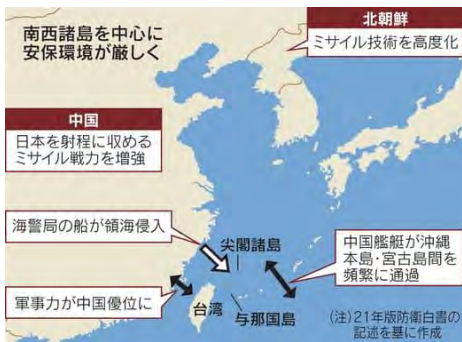 南西諸島を中心に
安保環境が厳しく
北朝鮮
ミサイル技術を高度化
中国
日本を射程に収める
ミサイル戦力を増強
海警局の船が領海侵入
尖閣諸島
中国艦艇が沖縄
本島・宮古島間を
頻繁に通過
軍事力が中国優位に
台湾
与那国島
(注)21年版防衛白書の
記述を基に作成